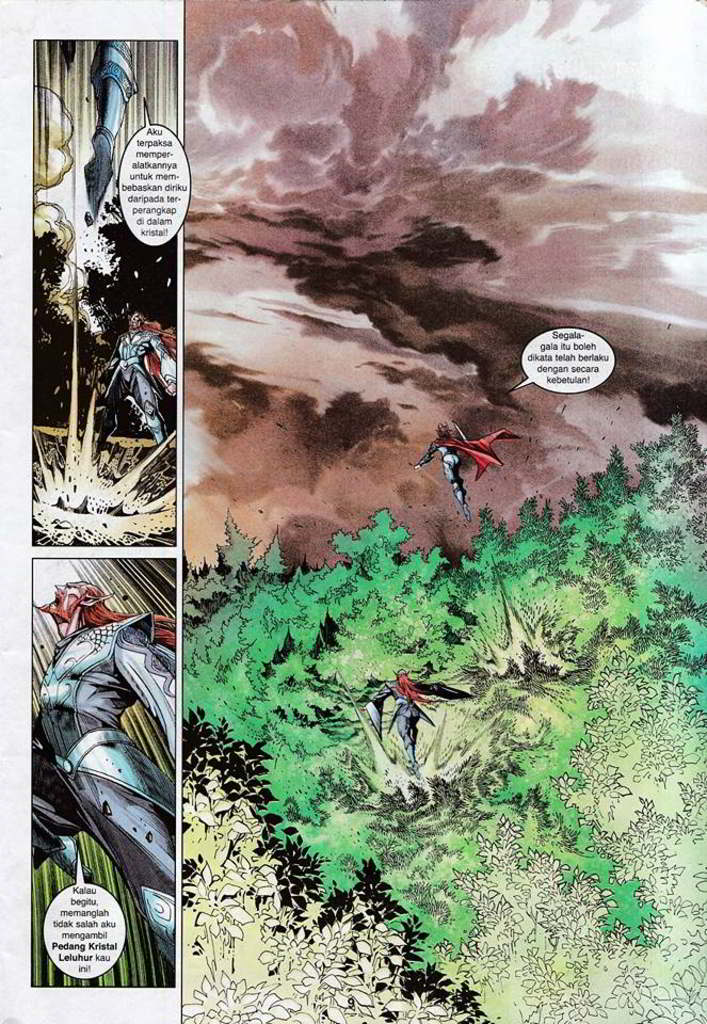 Aku
terpaksa
memper-
alatkannya
untuk mem-
bebaskan diriku
daripada ter-
perangkap
di dalam
kristal!
Kalau
begitu,
memanglah
tidak salah aku
mengambil
Pedang Kristal
Leluhur kau
ini!
Segala-
gala itu boleh
dikata telah berlaku
dengan secara
kebetulan!
9